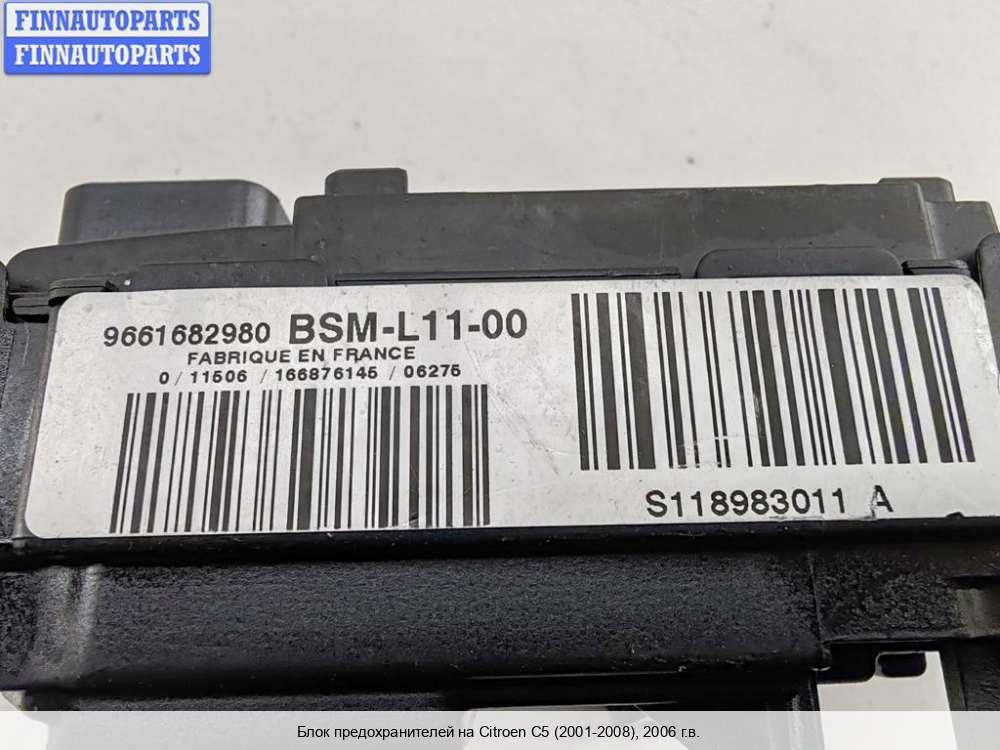 FINNAUTOPARTS
FINNAUTOPARTS
9661682980 BSM-L11-00
FABRIQUE EN FRANCE
0 / 11506 / 166876145 / 06275
S118983011 A
Блок предохранителей на Citroen C5 (2001-2008), 2006 г.в.